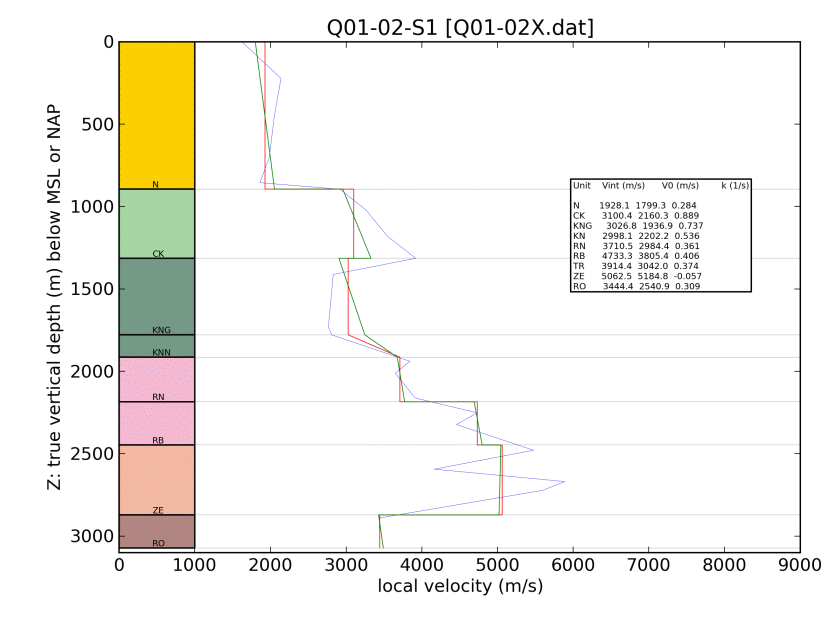 Q01-02-S1 [Q01-02X.dat]
Z: true vertical depth (m) below MSL or NAP
0
500
1000
1500
2000
2500
3000
N
CK
KNG
KNN
RN
RB
ZE
RO
Unit Vint (m/s) V0 (m/s) k (1/s)
N 1928.1 1799.3 0.284
CK 3100.4 2160.3 0.889
KNG 3026.8 1936.9 0.737
KN 2998.1 2202.2 0.536
RN 3710.5 2984.4 0.361
RB 4733.3 3805.4 0.406
TR 3914.4 3042.0 0.374
ZE 5062.5 5184.8 -0.057
RO 3444.4 2540.9 0.309
0 1000 2000 3000 4000 5000 6000 7000 8000 9000
local velocity (m/s)